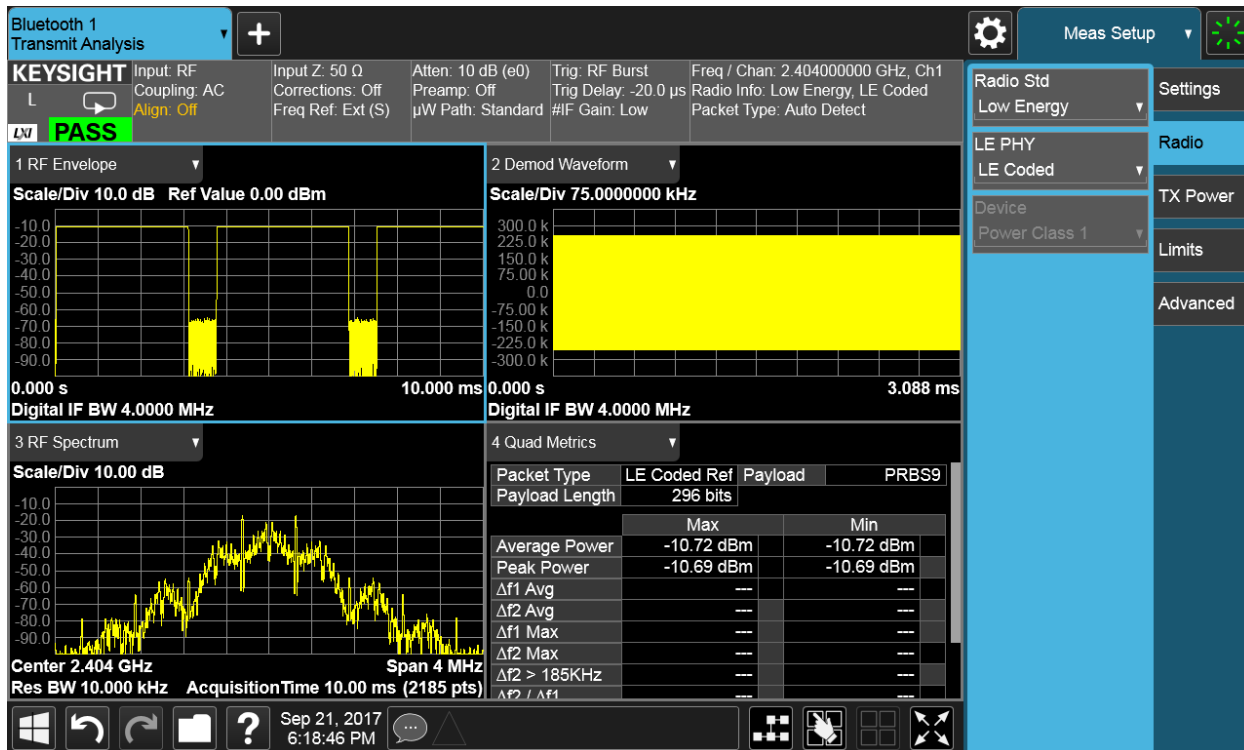 Bluetooth 1
Transmit Analysis
Meas Setup
KEYSIGHT
L
LXI
PASS
Input: RF
Coupling: AC
Align: Off
Input Z: 50 Ω
Corrections: Off
Freq Ref: Ext (S)
Atten: 10 dB (e0)
Preamp: Off
µW Path: Standard
Trig: RF Burst
Trig Delay: -20.0 µs
#IF Gain: Low
Freq / Chan: 2.404000000 GHz, Ch1
Radio Info: Low Energy, LE Coded
Packet Type: Auto Detect
1 RF Envelope
Scale/Div 10.0 dB Ref Value 0.00 dBm
-10.0
-20.0
-30.0
-40.0
-50.0
-60.0
-70.0
-80.0
-90.0
0.000 s 10.000 ms
Digital IF BW 4.0000 MHz
2 Demod Waveform
Scale/Div 75.0000000 kHz
300.0 k
225.0 k
150.0 k
75.00 k
0.0
-75.00 k
-150.0 k
-225.0 k
-300.0 k
0.000 s 3.088 ms
Digital IF BW 4.0000 MHz
3 RF Spectrum
Scale/Div 10.00 dB
-10.0
-20.0
-30.0
-40.0
-50.0
-60.0
-70.0
-80.0
-90.0
Center 2.404 GHz Span 4 MHz
Res BW 10.000 kHz AcquisitionTime 10.00 ms (2185 pts)
4 Quad Metrics
Packet Type LE Coded Ref Payload PRBS9
Payload Length 296 bits
Max Min
Average Power -10.72 dBm -10.72 dBm
Peak Power -10.69 dBm -10.69 dBm
Δf1 Avg --- ---
Δf2 Avg --- ---
Δf1 Max --- ---
Δf2 Max --- ---
Δf2 > 185KHz --- ---
Δf2 / Δf1 --- ---
Radio Std
Low Energy
LE PHY
LE Coded
Device
Power Class 1
Settings
Radio
TX Power
Limits
Advanced
?
Sep 21, 2017
6:18:46 PM